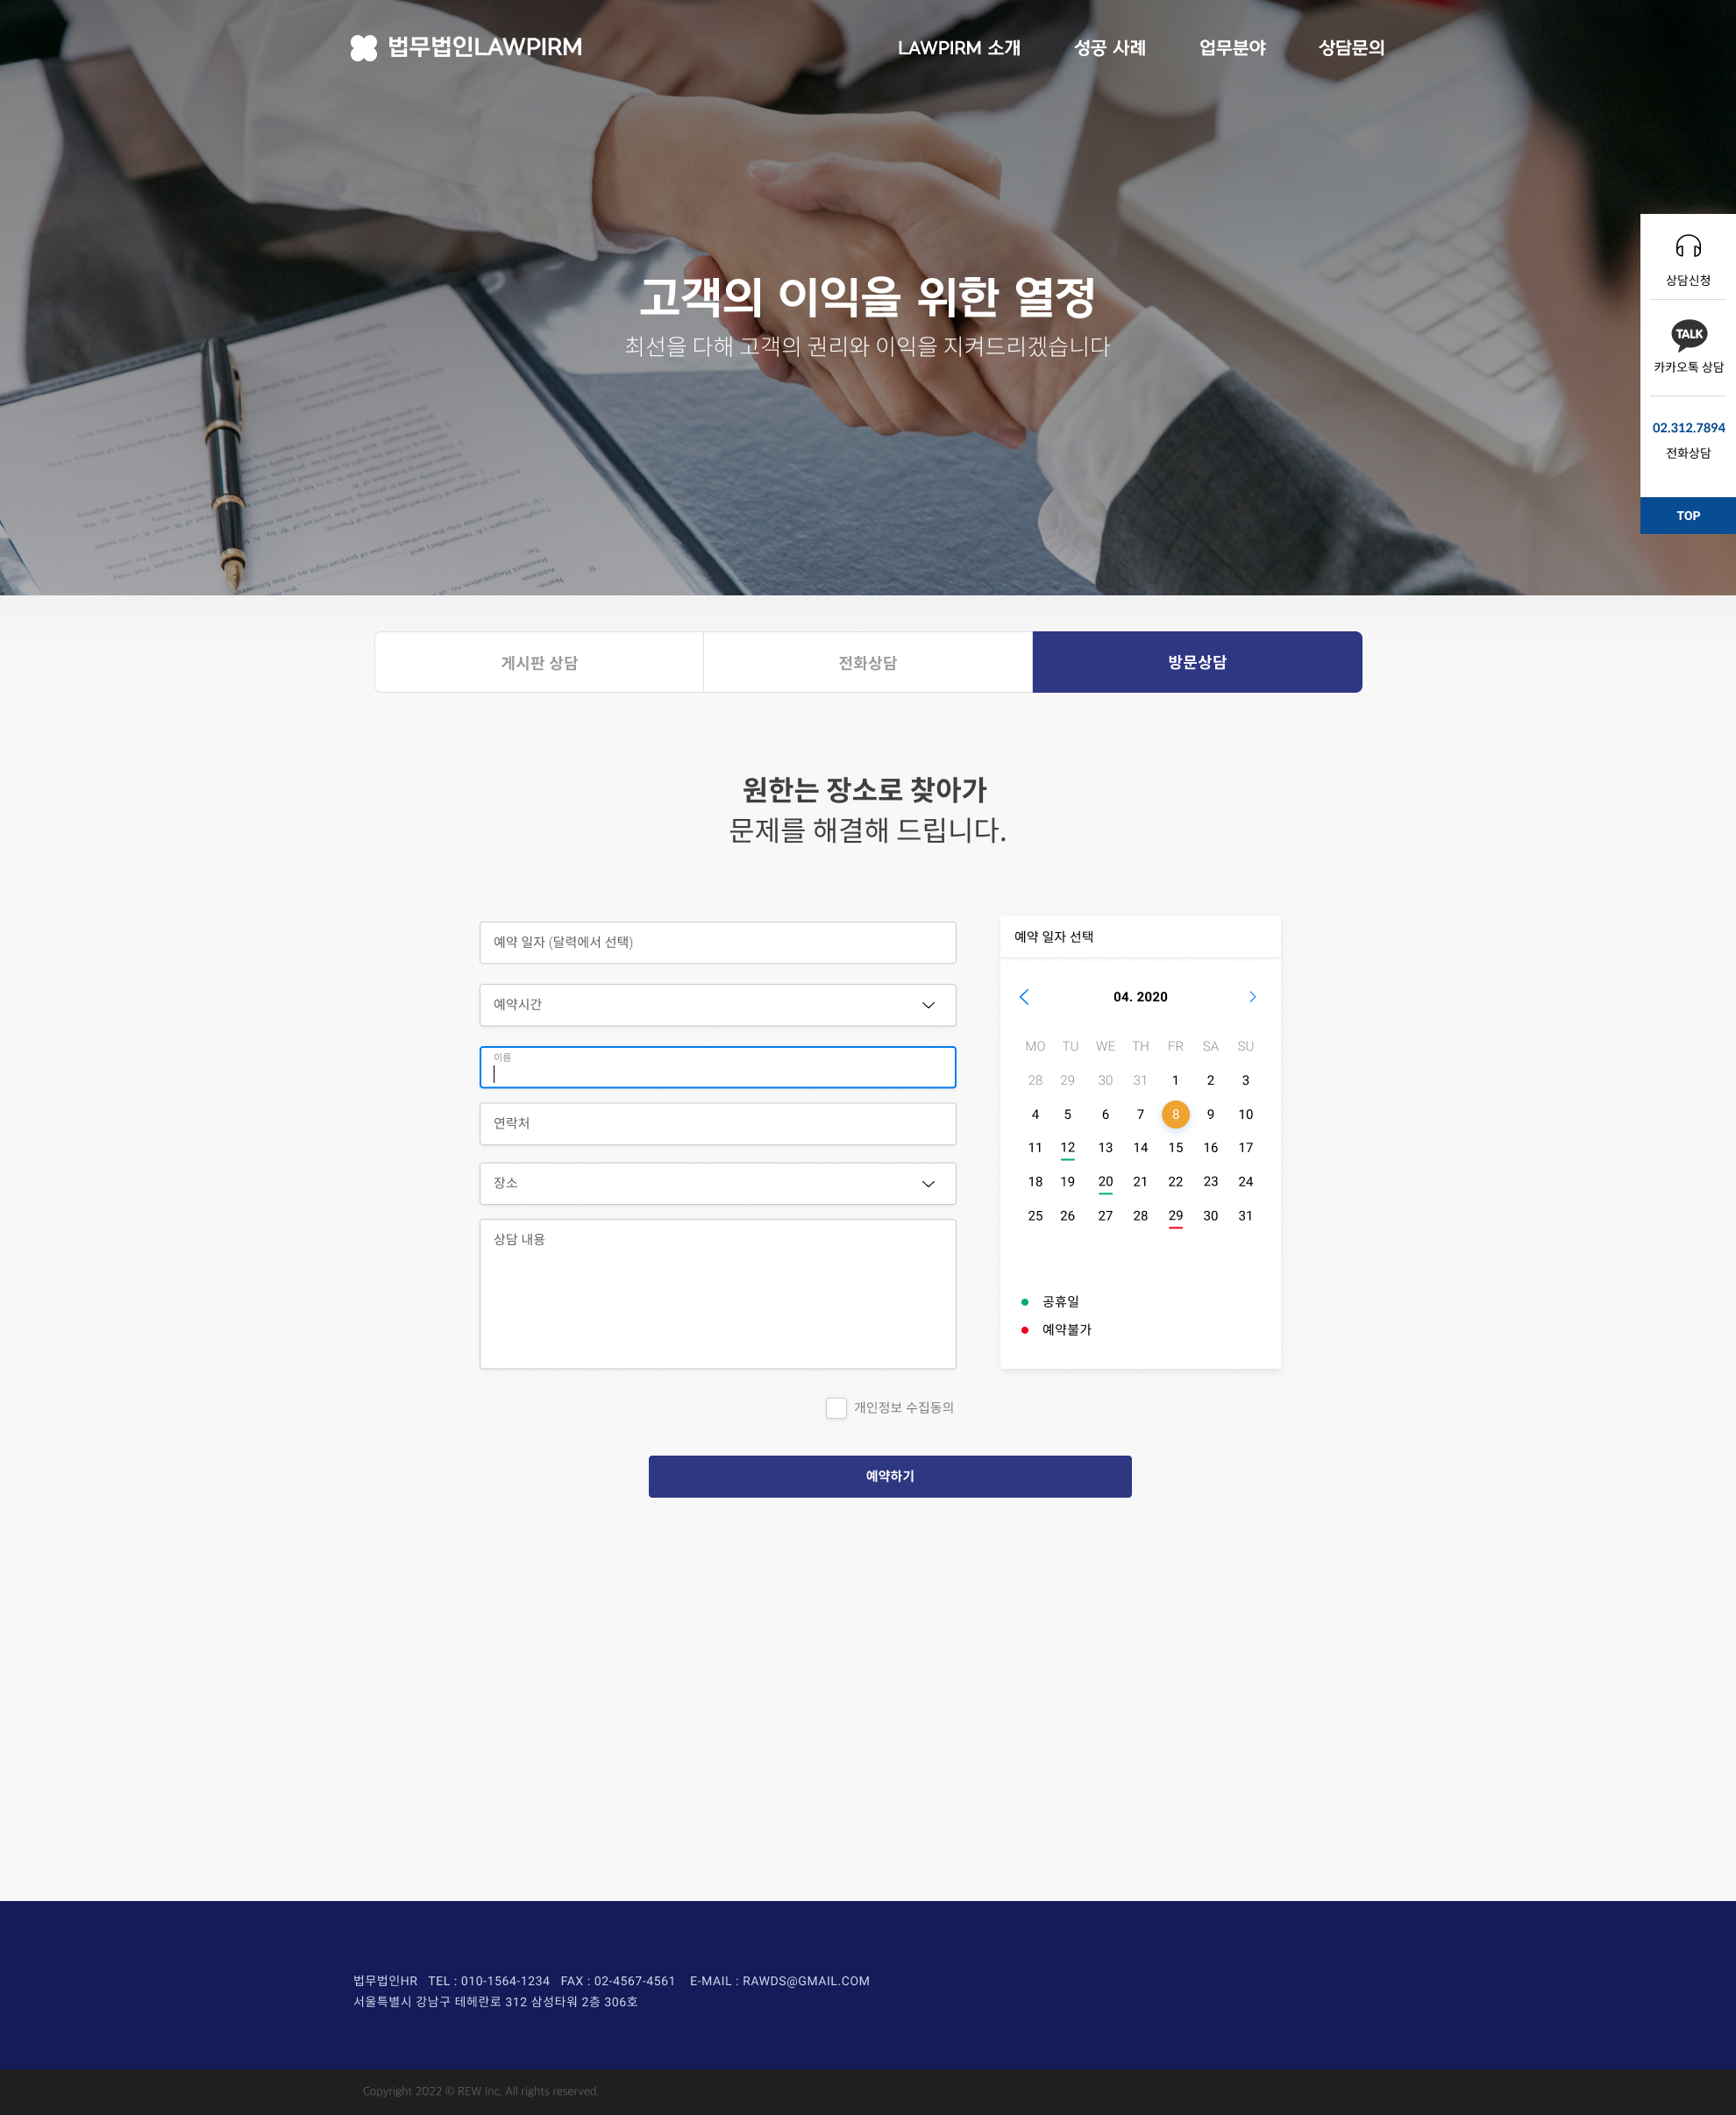 법무법인LAWPIRM
LAWPIRM 소개 성공 사례 업무분야 상담문의
고객의 이익을 위한 열정
최선을 다해 고객의 권리와 이익을 지켜드리겠습니다
상담신청
TALK
카카오톡 상담
02.312.7894
전화상담
TOP
게시판 상담 전화상담 방문상담
원한는 장소로 찾아가
문제를 해결해 드립니다.
예약 일자 (달력에서 선택)
예약시간
이름
연락처
장소
상담 내용
예약 일자 선택
04. 2020
MO TU WE TH FR SA SU
28 29 30 31 1 2 3
4 5 6 7 8 9 10
11 12 13 14 15 16 17
18 19 20 21 22 23 24
25 26 27 28 29 30 31
공휴일
예약불가
개인정보 수집동의
예약하기
법무법인HR TEL : 010-1564-1234 FAX : 02-4567-4561 E-MAIL : RAWDS@GMAIL.COM
서울특별시 강남구 테헤란로 312 삼성타워 2층 306호
Copyright 2022 © REW Inc. All rights reserved.